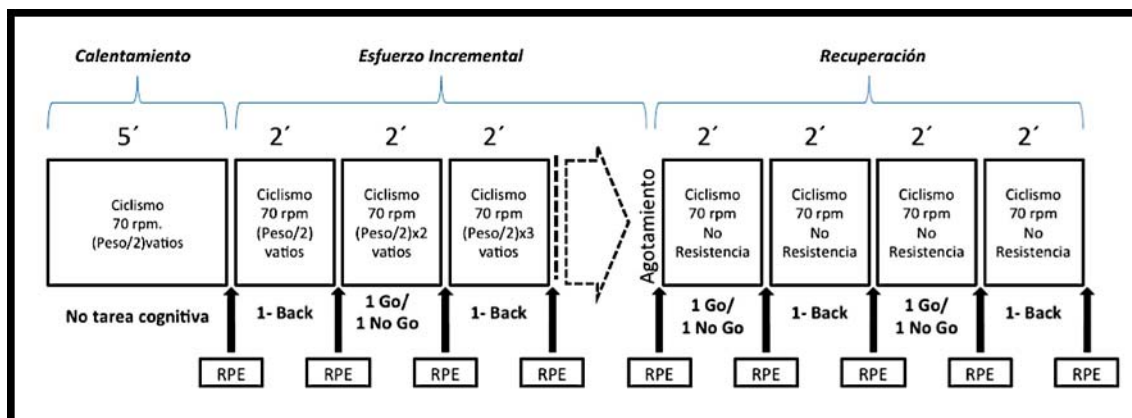 Calentamiento
Esfuerzo Incremental
Recuperación
5´
2´
2´
2´
2´
2´
2´
2´
Ciclismo
70 rpm.
(Peso/2)vatios
Ciclismo
70 rpm
(Peso/2)
vatios
Ciclismo
70 rpm
(Peso/2)x2
vatios
Ciclismo
70 rpm
(Peso/2)x3
vatios
Agotamiento
Ciclismo
70 rpm
No
Resistencia
Ciclismo
70 rpm
No
Resistencia
Ciclismo
70 rpm
No
Resistencia
Ciclismo
70 rpm
No
Resistencia
No tarea cognitiva
1- Back
1 Go/
1 No Go
1- Back
1 Go/
1 No Go
1- Back
1 Go/
1 No Go
1- Back
RPE
RPE
RPE
RPE
RPE
RPE
RPE
RPE
RPE